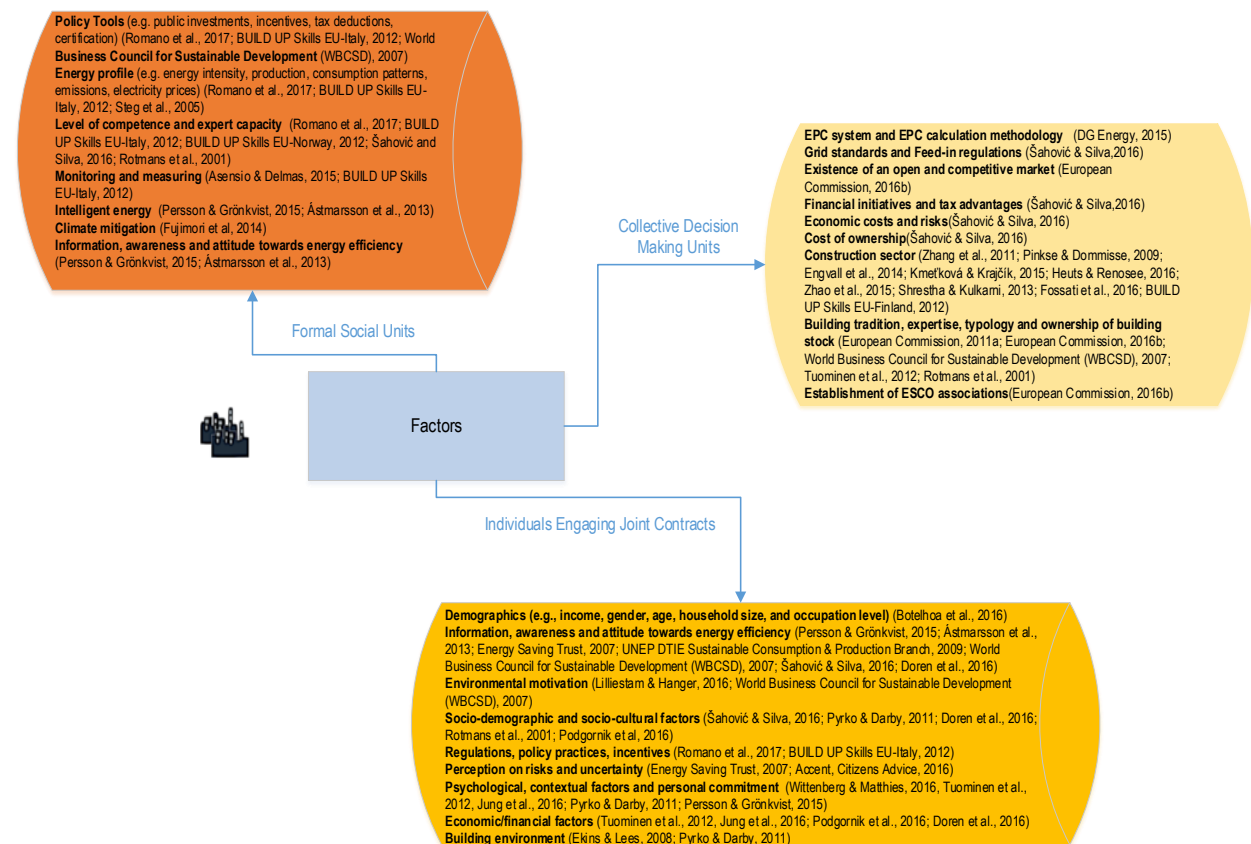 Policy Tools (e.g. public investments, incentives, tax deductions,
certification) (Romano et al., 2017; BUILD UP Skills EU-Italy, 2012; World
Business Council for Sustainable Development (WBCSD), 2007)
Energy profile (e.g. energy intensity, production, consumption patterns,
emissions, electricity prices) (Romano et al., 2017; BUILD UP Skills EU-
Italy, 2012; Steg et al., 2005)
Level of competence and expert capacity (Romano et al., 2017; BUILD
UP Skills EU-Italy, 2012; BUILD UP Skills EU-Norway, 2012; Šahović and
Silva, 2016; Rotmans et al., 2001)
Monitoring and measuring (Asensio & Delmas, 2015; BUILD UP Skills
EU-Italy, 2012)
Intelligent energy (Persson & Grönkvist, 2015; Ástmarsson et al., 2013)
Climate mitigation (Fujimori et al, 2014)
Information, awareness and attitude towards energy efficiency
(Persson & Grönkvist, 2015; Ástmarsson et al., 2013)
EPC system and EPC calculation methodology (DG Energy, 2015)
Grid standards and Feed-in regulations (Šahović & Silva,2016)
Existence of an open and competitive market (European
Commission, 2016b)
Financial initiatives and tax advantages (Šahović & Silva,2016)
Economic costs and risks(Šahović & Silva, 2016)
Cost of ownership(Šahović & Silva, 2016)
Construction sector (Zhang et al., 2011; Pinkse & Dommisse, 2009;
Engvall et al., 2014; Kmeťková & Krajčík, 2015; Heuts & Renosee, 2016;
Zhao et al., 2015; Shrestha & Kulkarni, 2013; Fossati et al., 2016; BUILD
UP Skills EU-Finland, 2012)
Building tradition, expertise, typology and ownership of building
stock (European Commission, 2011a; European Commission, 2016b;
World Business Council for Sustainable Development (WBCSD), 2007;
Tuominen et al., 2012; Rotmans et al., 2001)
Establishment of ESCO associations(European Commission, 2016b)
Collective Decision
Making Units
Formal Social Units
Factors
Individuals Engaging Joint Contracts
Demographics (e.g., income, gender, age, household size, and occupation level) (Botelhoa et al., 2016)
Information, awareness and attitude towards energy efficiency (Persson & Grönkvist, 2015; Ástmarsson et al.,
2013; Energy Saving Trust, 2007; UNEP DTIE Sustainable Consumption & Production Branch, 2009; World
Business Council for Sustainable Development (WBCSD), 2007; Šahović & Silva, 2016; Doren et al., 2016)
Environmental motivation (Lilliestam & Hanger, 2016; World Business Council for Sustainable Development
(WBCSD), 2007)
Socio-demographic and socio-cultural factors (Šahović & Silva, 2016; Pyrko & Darby, 2011; Doren et al., 2016;
Rotmans et al., 2001; Podgornik et al, 2016)
Regulations, policy practices, incentives (Romano et al., 2017; BUILD UP Skills EU-Italy, 2012)
Perception on risks and uncertainty (Energy Saving Trust, 2007; Accent, Citizens Advice, 2016)
Psychological, contextual factors and personal commitment (Wittenberg & Matthies, 2016, Tuominen et al.,
2012, Jung et al., 2016; Pyrko & Darby, 2011; Persson & Grönkvist, 2015)
Economic/financial factors (Tuominen et al., 2012, Jung et al., 2016; Podgornik et al., 2016; Doren et al., 2016)
Building environment (Ekins & Lees, 2008; Pyrko & Darby, 2011)